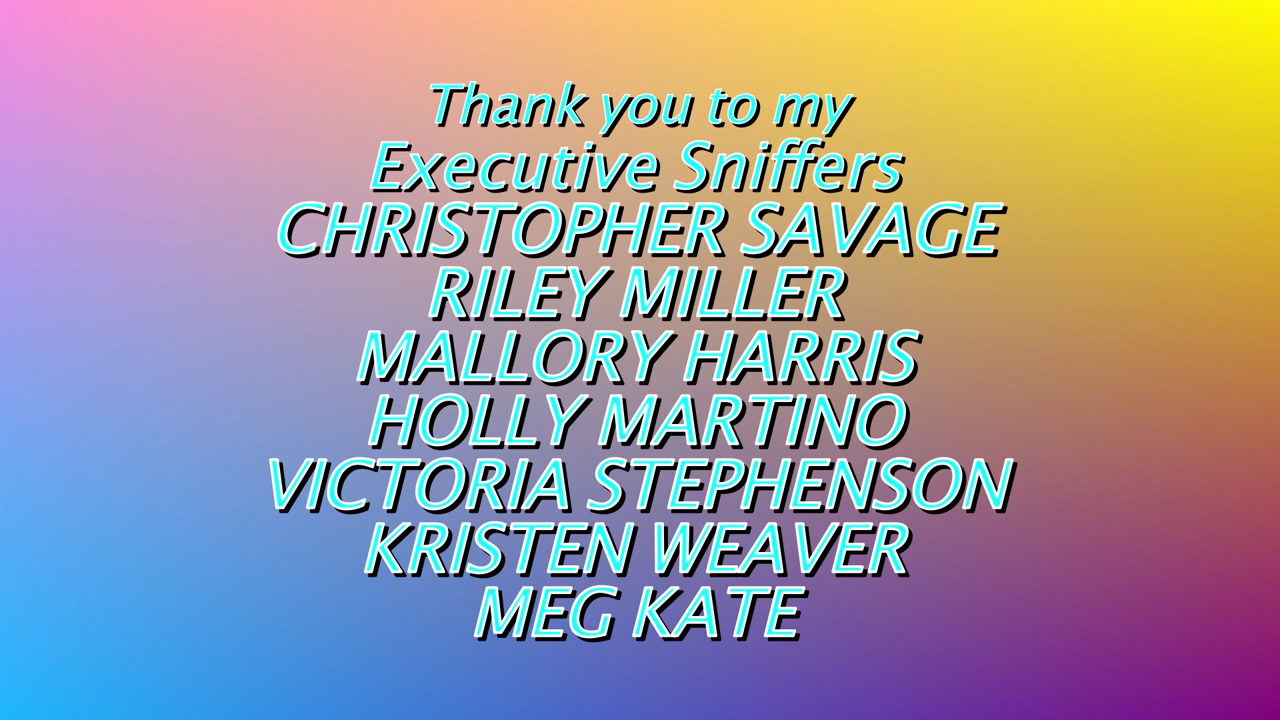 Thank you to my
Executive Sniffers
CHRISTOPHER SAVAGE
RILEY MILLER
MALLORY HARRIS
HOLLY MARTINO
VICTORIA STEPHENSON
KRISTEN WEAVER
MEG KATE